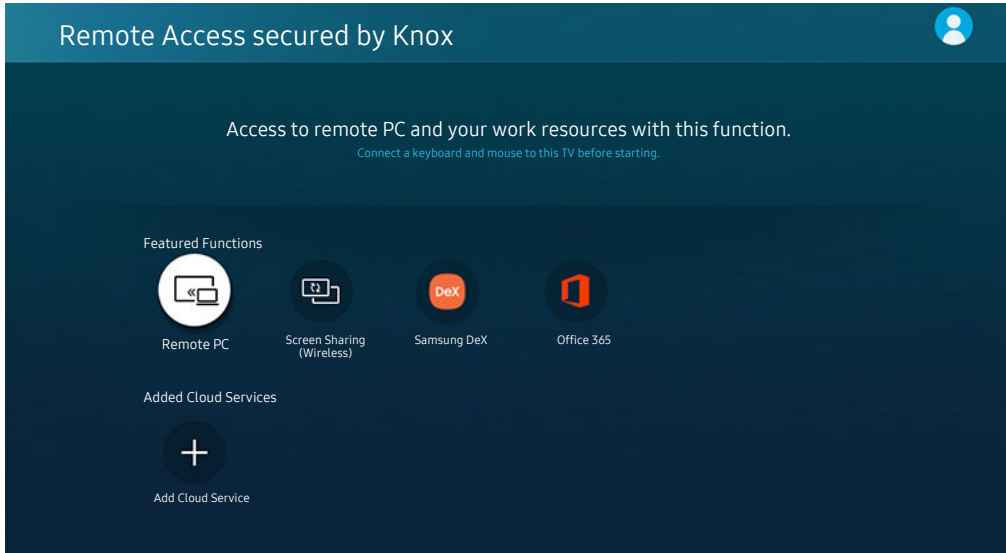 Remote Access secured by Knox
Access to remote PC and your work resources with this function.
Connect a keyboard and mouse to this TV before starting.
Featured Functions
DeX
Remote PC
Screen Sharing
(Wireless)
Samsung DeX
Office 365
Added Cloud Services
Add Cloud Service